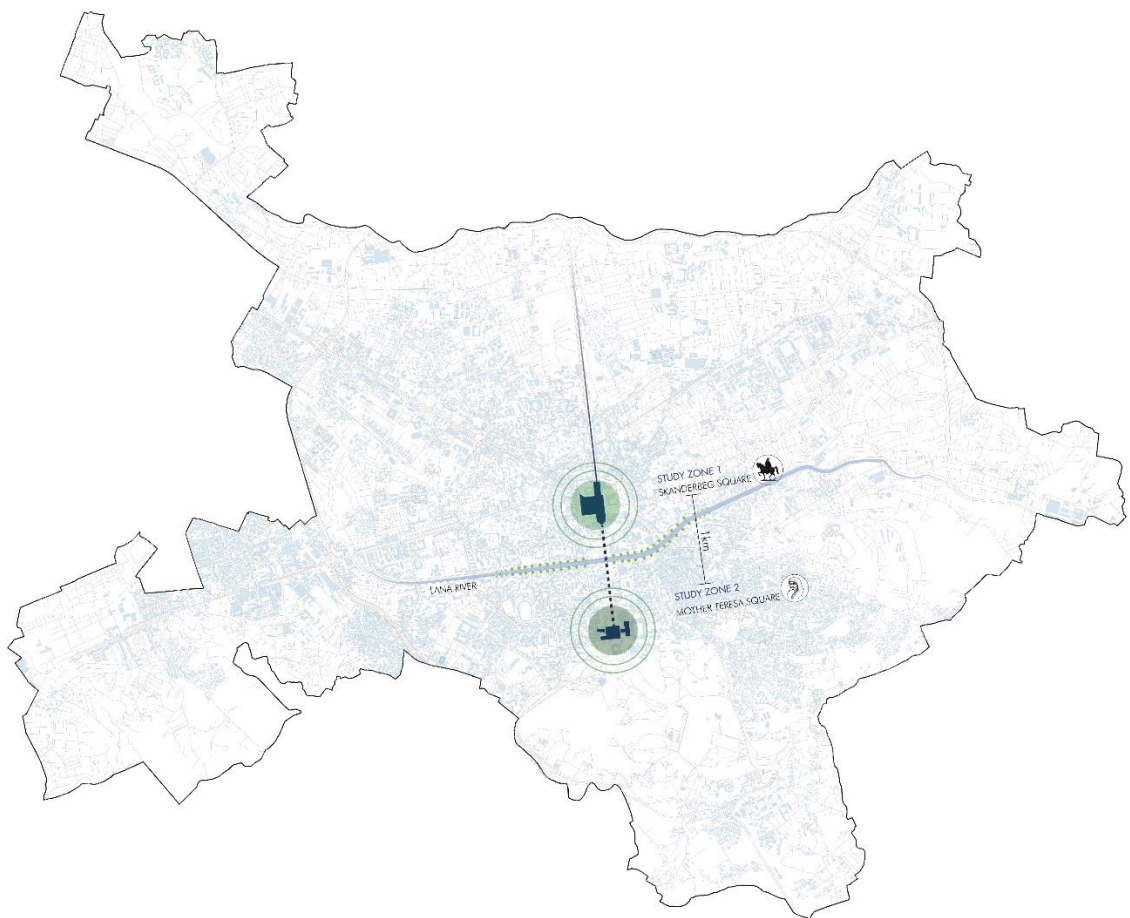 STUDY ZONE 1
SKANDERBEG SQUARE
1km
STUDY ZONE 2
MOTHER TERESA SQUARE
LANA RIVER